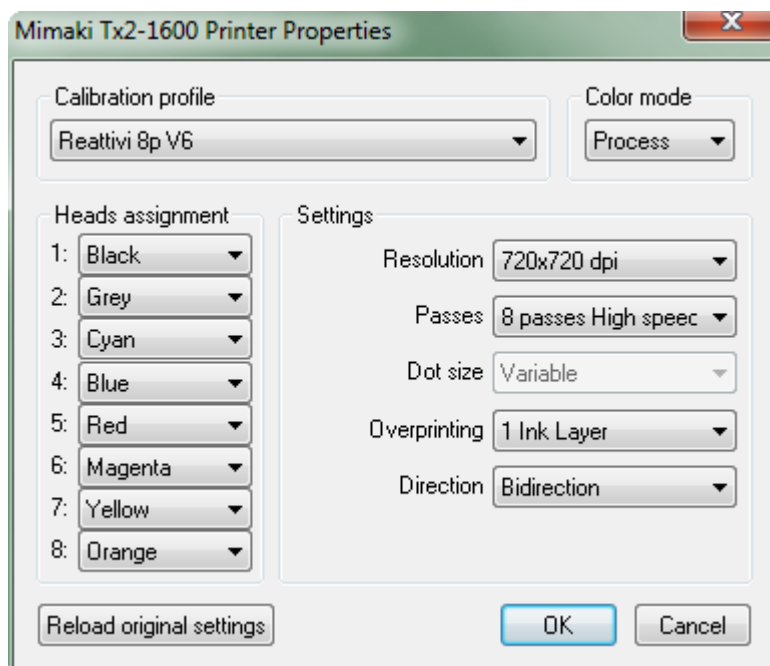 Mimaki Tx2-1600 Printer Properties
Calibration profile
Reattivi 8p V6
Color mode
Process
Heads assignment
1: Black
2: Grey
3: Cyan
4: Blue
5: Red
6: Magenta
7: Yellow
8: Orange
Settings
Resolution 720x720 dpi
Passes 8 passes High speec
Dot size Variable
Overprinting 1 Ink Layer
Direction Bidirection
Reload original settings
OK
Cancel